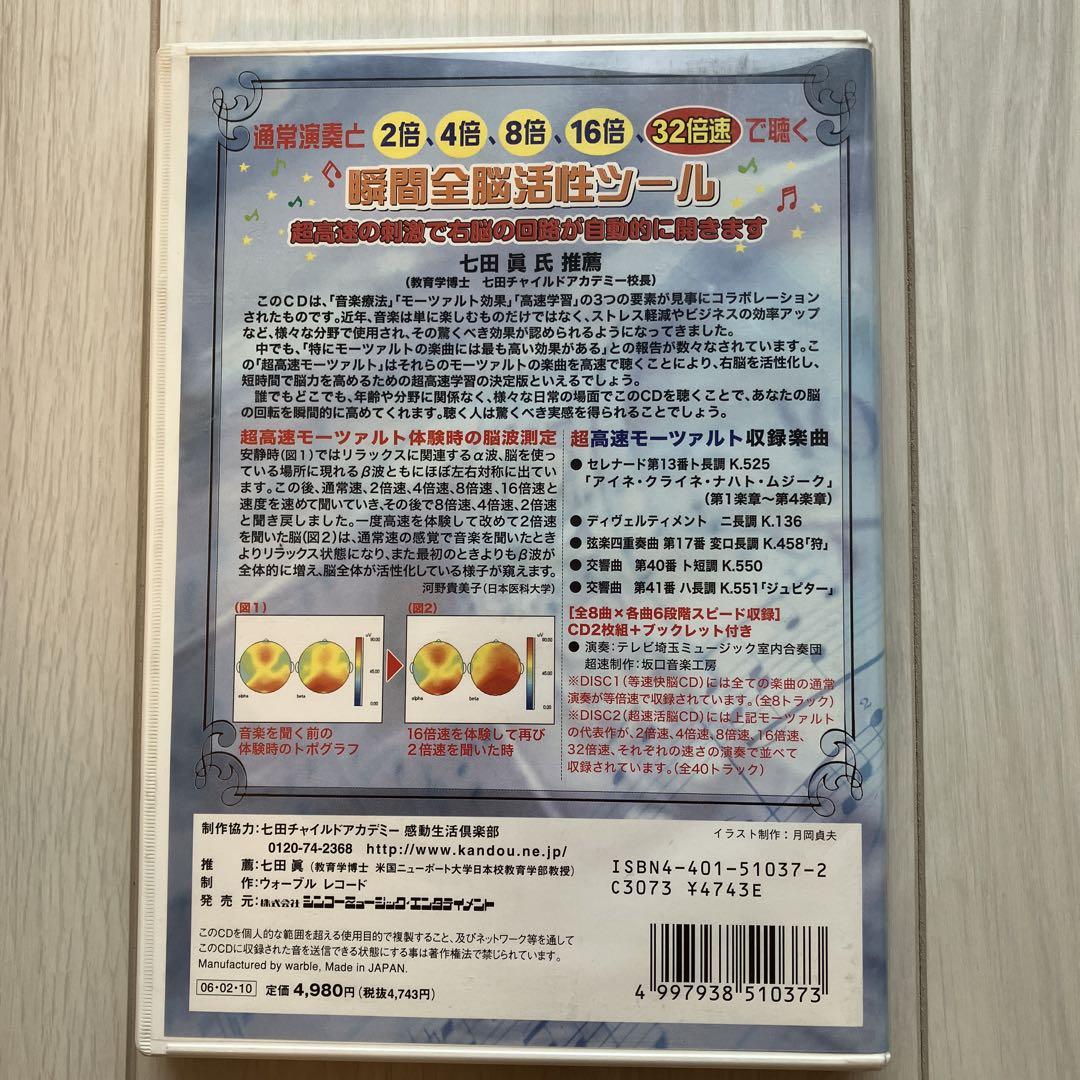 通常演奏と 2倍、4倍、8倍、16倍、32倍速 で聴く
瞬間全脳活性ツール
超高速の刺激で右脳の回路が自動的に開きます
七田 眞 氏 推薦
(教育学博士 七田チャイルドアカデミー校長)
このCDは、「音楽療法」「モーツァルト効果」「高速学習」の3つの要素が見事にコラボレーション
されたものです。近年、音楽は単に楽しむものだけではなく、ストレス軽減やビジネスの効率アップ
など、様々な分野で使用され、その驚くべき効果が認められるようになってきました。
中でも、「特にモーツァルトの楽曲には最も高い効果がある」との報告が数々なされています。こ
の「超高速モーツァルト」はそれらのモーツァルトの楽曲を高速で聴くことにより、右脳を活性化し、
短時間で脳力を高めるための超高速学習の決定版といえるでしょう。
誰でもどこでも、年齢や分野に関係なく、様々な日常の場面でこのCDを聴くことで、あなたの脳
の回転を瞬間的に高めてくれます。聴く人は驚くべき実感を得られることでしょう。
超高速モーツァルト体験時の脳波測定
安静時(図1)ではリラックスに関連するα波、脳を使っ
ている場所に現れるβ波ともにほぼ左右対称に出てい
ます。この後、通常速、2倍速、4倍速、8倍速、16倍速と
速度を速めて聞いていき、その後で8倍速、4倍速、2倍速
と聞き戻しました。一度高速を体験して改めて2倍速
を聞いた脳(図2)は、通常速の感覚で音楽を聞いたとき
よりリラックス状態になり、また最初のときよりもβ波が
全体的に増え、脳全体が活性化している様子が窺えます。
河野貴美子(日本医科大学)
(図1)
uV
90.00
45.00
0.00
alpha
beta
音楽を聞く前の
体験時のトポグラフ
(図2)
uV
90.00
45.00
0.00
alpha
beta
16倍速を体験して再び
2倍速を聞いた時
超高速モーツァルト収録楽曲
● セレナード第13番ト長調 K.525
「アイネ・クライネ・ナハト・ムジーク」
(第1楽章〜第4楽章)
● ディヴェルティメント ニ長調 K.136
● 弦楽四重奏曲 第17番 変ロ長調 K.458「狩」
● 交響曲 第40番 ト短調 K.550
● 交響曲 第41番 ハ長調 K.551「ジュピター」
[全8曲×各曲6段階スピード収録]
CD2枚組+ブックレット付き
● 演奏:テレビ埼玉ミュージック室内合奏団
超速制作:坂口音楽工房
※DISC1(等速快脳CD)には全ての楽曲の通常
演奏が等倍速で収録されています。(全8トラック)
※DISC2(超速活脳CD)には上記モーツァルト
の代表作が、2倍速、4倍速、8倍速、16倍速、
32倍速、それぞれの速さの演奏で並べて
収録されています。(全40トラック)
制作協力:七田チャイルドアカデミー 感動生活倶楽部
0120-74-2368 http://www.kandou.ne.jp/
推 薦:七田 眞(教育学博士 米国ニューポート大学日本校教育学部教授)
制 作:ウォーブル レコード
発 売 元:株式会社 シンコーミュージック・エンタテイメント
このCDを個人的な範囲を超える使用目的で複製すること、及びネットワーク等を通して
このCDに収録された音を送信できる状態にする事は著作権法で禁じられています。
Manufactured by warble, Made in JAPAN.
06・02・10 定価 4,980円(税抜4,743円)
イラスト制作:月岡貞夫
ISBN4-401-51037-2
C3073 ¥4743E
4 997938 510373